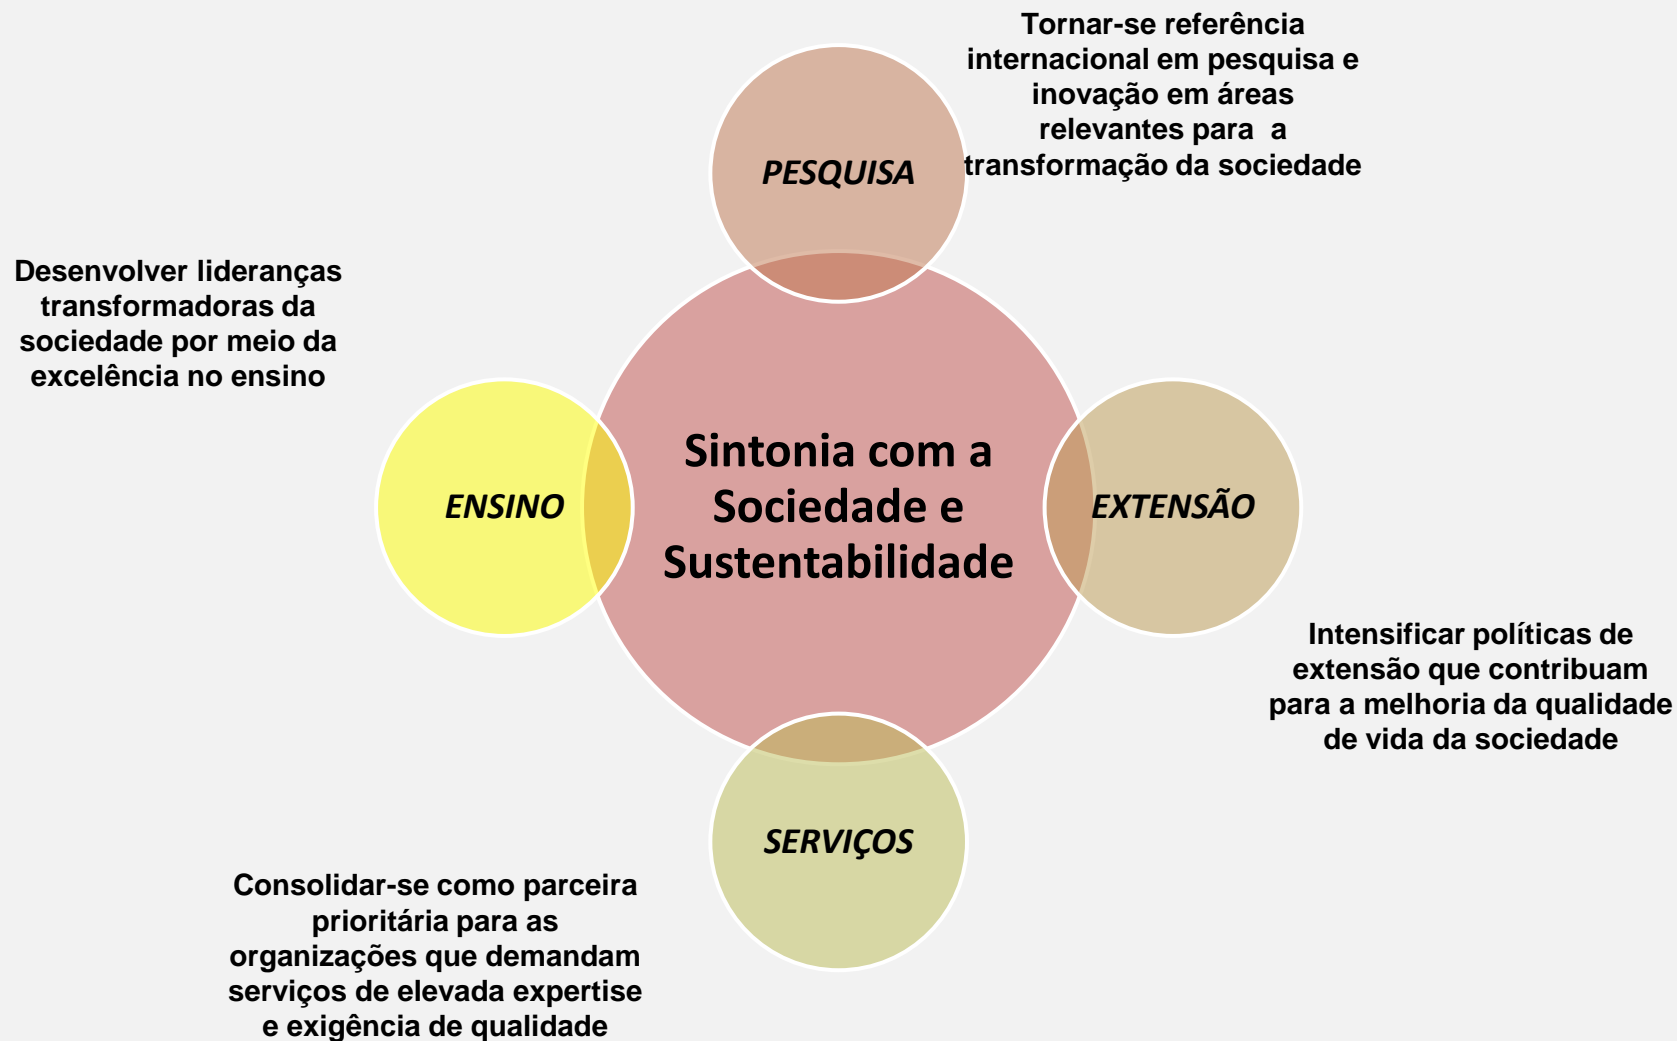 Tornar-se referência
internacional em pesquisa e
inovação em áreas
relevantes para a
transformação da sociedade
PESQUISA
Desenvolver lideranças
transformadoras da
sociedade por meio da
excelência no ensino
ENSINO
Sintonia com a
Sociedade e
Sustentabilidade
EXTENSÃO
Intensificar políticas de
extensão que contribuam
para a melhoria da qualidade
de vida da sociedade
SERVIÇOS
Consolidar-se como parceira
prioritária para as
organizações que demandam
serviços de elevada expertise
e exigência de qualidade